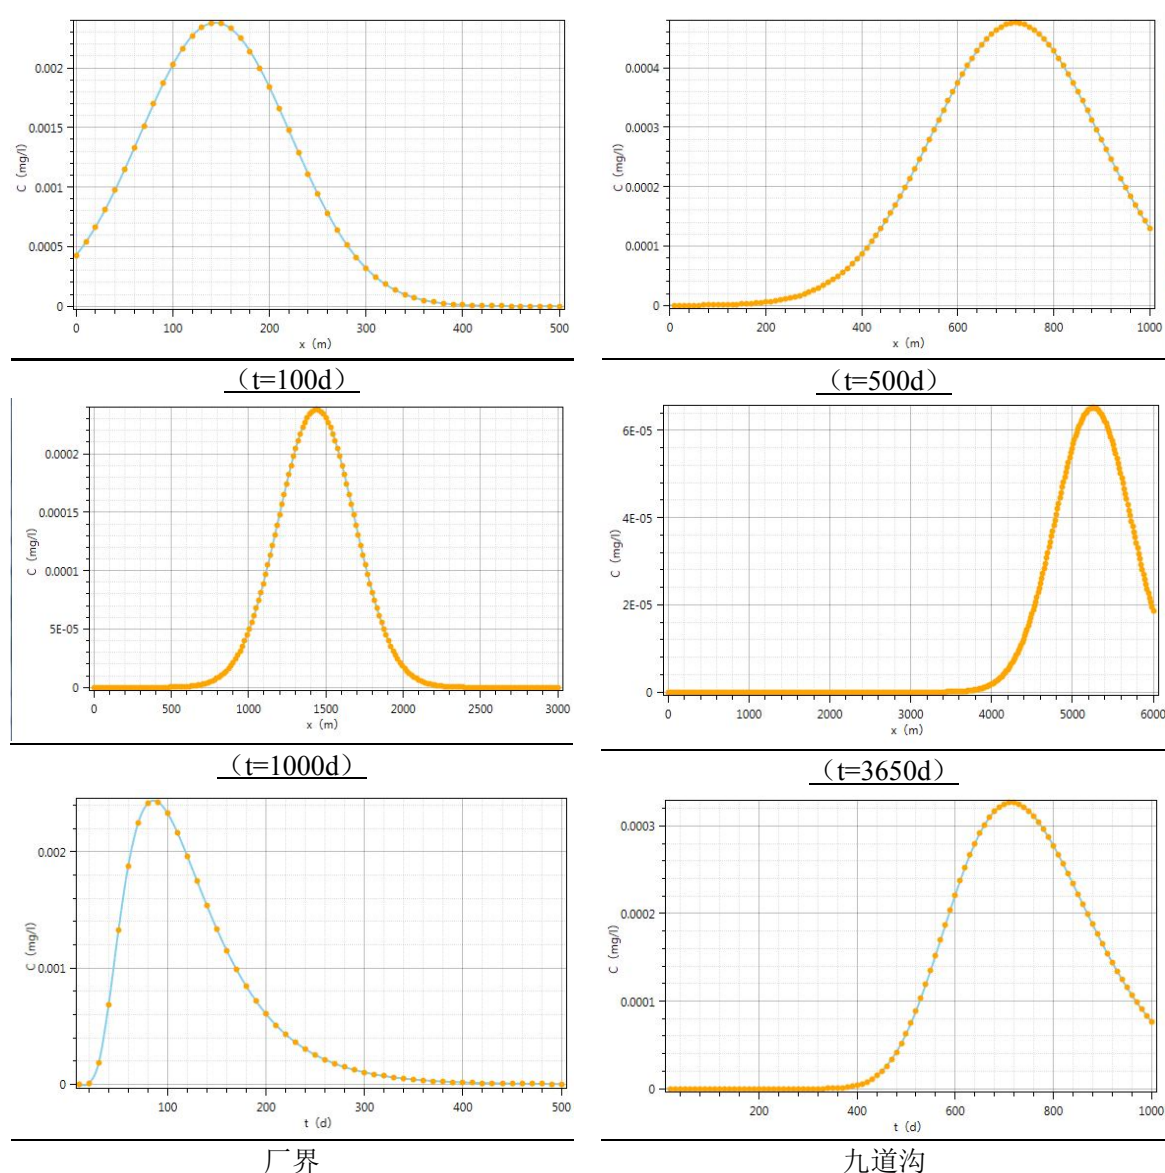 0.002
0.0015
0.001
0.0005
0
C (mg/l)
0 100 200 300 400 500
x (m)
(t=100d)
0.0004
0.0003
0.0002
0.0001
0
C (mg/l)
0 200 400 600 800 1000
x (m)
(t=500d)
0.0002
0.00015
0.0001
5E-05
0
C (mg/l)
0 500 1000 1500 2000 2500 3000
x (m)
(t=1000d)
6E-05
4E-05
2E-05
0
C (mg/l)
0 1000 2000 3000 4000 5000 6000
x (m)
(t=3650d)
0.002
0.001
0
C (mg/l)
100 200 300 400 500
t (d)
厂界
0.0003
0.0002
0.0001
0
C (mg/l)
200 400 600 800 1000
t (d)
九道沟